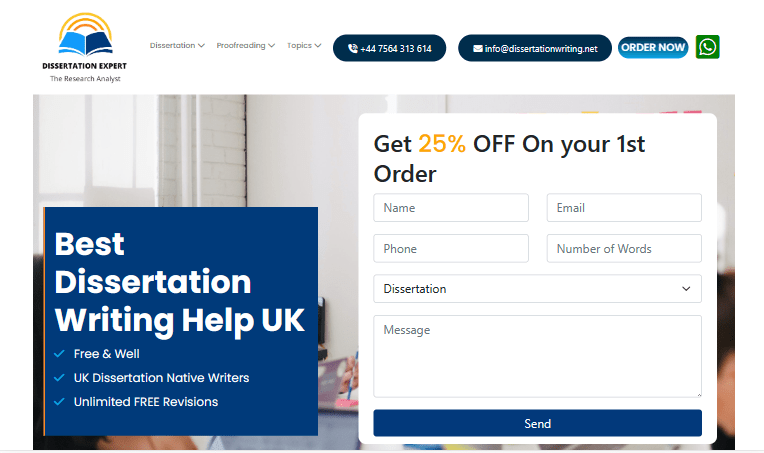 DISSERTATION EXPERT
The Research Analyst
Dissertation
Proofreading
Topics
+44 7564 313 614
info@dissertationwriting.net
ORDER NOW
Get 25% OFF On your 1st
Order
Name
Email
Phone
Number of Words
Dissertation
Message
Send
Best
Dissertation
Writing Help UK
Free & Well
UK Dissertation Native Writers
Unlimited FREE Revisions